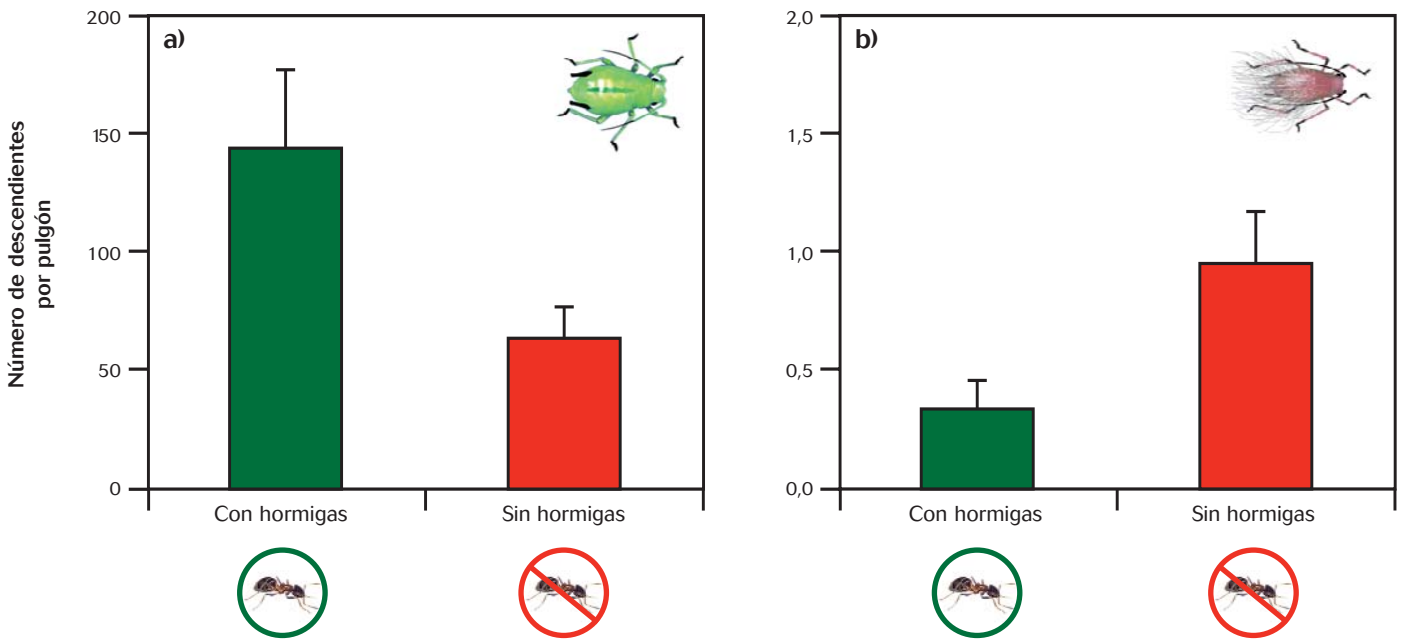 Número de descendientes
por pulgón
a)
200
150
100
50
0
Con hormigas
Sin hormigas
b)
2,0
1,5
1,0
0,5
0,0
Con hormigas
Sin hormigas